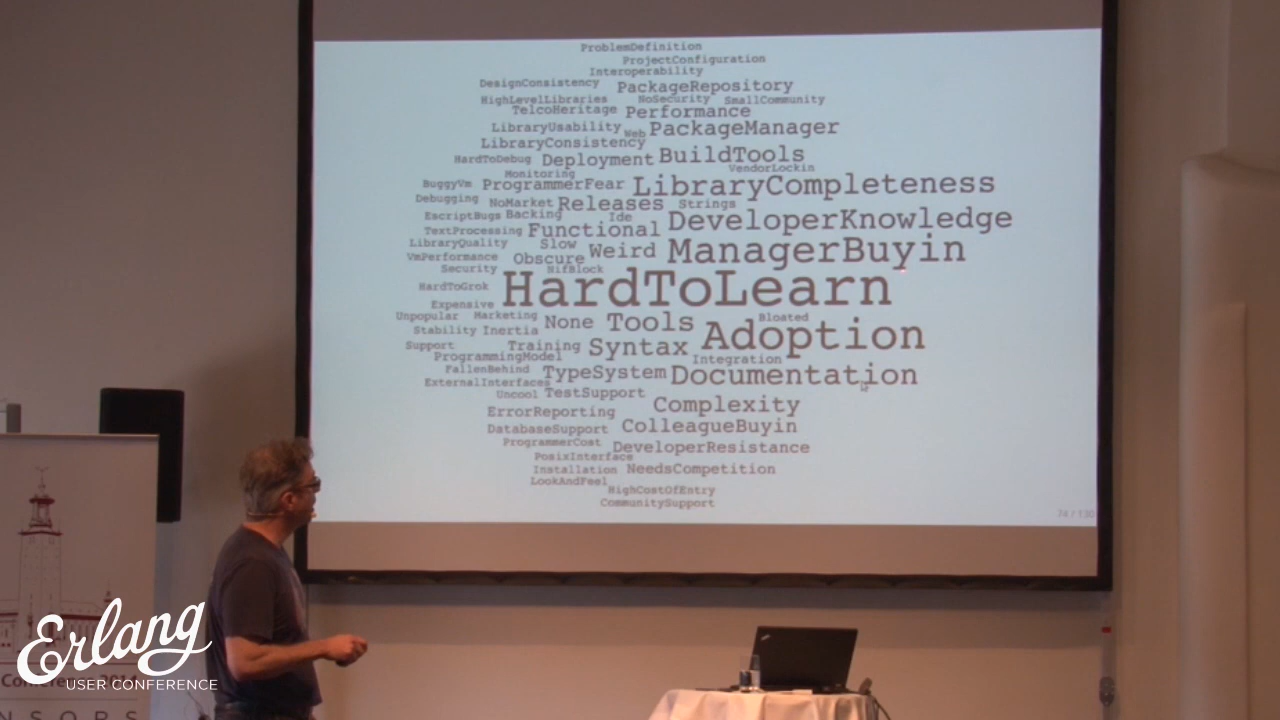 ProblemDefinition
ProjectConfiguration
Interoperability
DesignConsistency PackageRepository
HighLevelLibraries NoSecurity SmallCommunity
TelcoHeritage Performance
LibraryUsability Web PackageManager
LibraryConsistency
HardToDebug Deployment BuildTools
Monitoring VendorLockin
BuggyVm ProgrammerFear LibraryCompleteness
Debugging NoMarket Releases Strings
EscriptBugs Backing Ide DeveloperKnowledge
TextProcessing Functional
LibraryQuality Slow Weird ManagerBuyin
VmPerformance Obscure
Security NifBlock
HardToGrok HardToLearn
Expensive
Unpopular Marketing None Tools Bloated
Stability Inertia Adoption
Support Training Syntax
ProgrammingModel Integration
FallenBehind TypeSystem Documentation
ExternalInterfaces
Uncool TestSupport
ErrorReporting Complexity
DatabaseSupport ColleagueBuyin
ProgrammerCost DeveloperResistance
PosixInterface
Installation NeedsCompetition
LookAndFeel
HighCostOfEntry
CommunitySupport
74 / 130
Erlang
USER CONFERENCE
NSORS